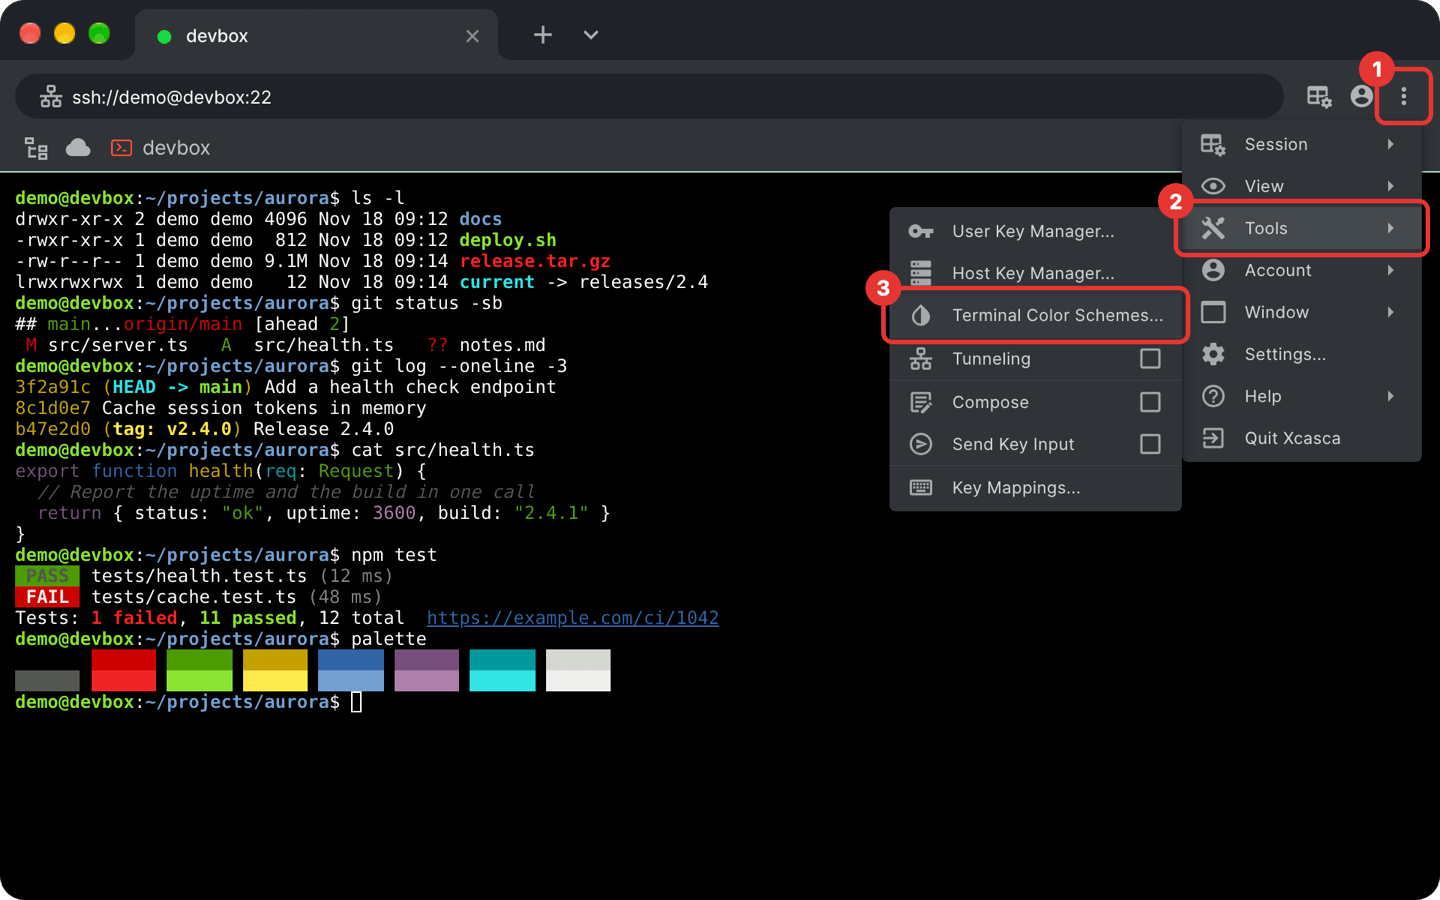 devbox
1
ssh://demo@devbox:22
devbox
demo@devbox:~/projects/aurora$ ls -l
drwxr-xr-x 2 demo demo 4096 Nov 18 09:12 docs
-rwxr-xr-x 1 demo demo  812 Nov 18 09:12 deploy.sh
-rw-r--r-- 1 demo demo 9.1M Nov 18 09:14 release.tar.gz
lrwxrwxrwx 1 demo demo   12 Nov 18 09:14 current -> releases/2.4
demo@devbox:~/projects/aurora$ git status -sb
## main...origin/main [ahead 2]
 M src/server.ts   A  src/health.ts   ?? notes.md
demo@devbox:~/projects/aurora$ git log --oneline -3
3f2a91c (HEAD -> main) Add a health check endpoint
8c1d0e7 Cache session tokens in memory
b47e2d0 (tag: v2.4.0) Release 2.4.0
demo@devbox:~/projects/aurora$ cat src/health.ts
export function health(req: Request) {
  // Report the uptime and the build in one call
  return { status: "ok", uptime: 3600, build: "2.4.1" }
}
demo@devbox:~/projects/aurora$ npm test
 PASS  tests/health.test.ts (12 ms)
 FAIL  tests/cache.test.ts (48 ms)
Tests: 1 failed, 11 passed, 12 total  https://example.com/ci/1042
demo@devbox:~/projects/aurora$ palette
demo@devbox:~/projects/aurora$
Session
View
2
Tools
Account
Window
Settings...
Help
Quit Xcasca
User Key Manager...
Host Key Manager...
3
Terminal Color Schemes...
Tunneling
Compose
Send Key Input
Key Mappings...